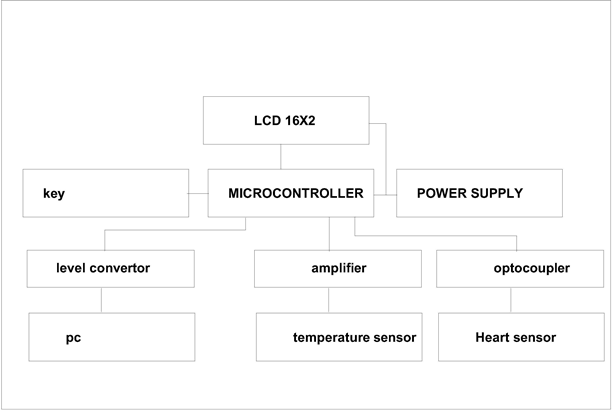 LCD 16X2
key
MICROCONTROLLER
POWER SUPPLY
level convertor
amplifier
optocoupler
pc
temperature sensor
Heart sensor